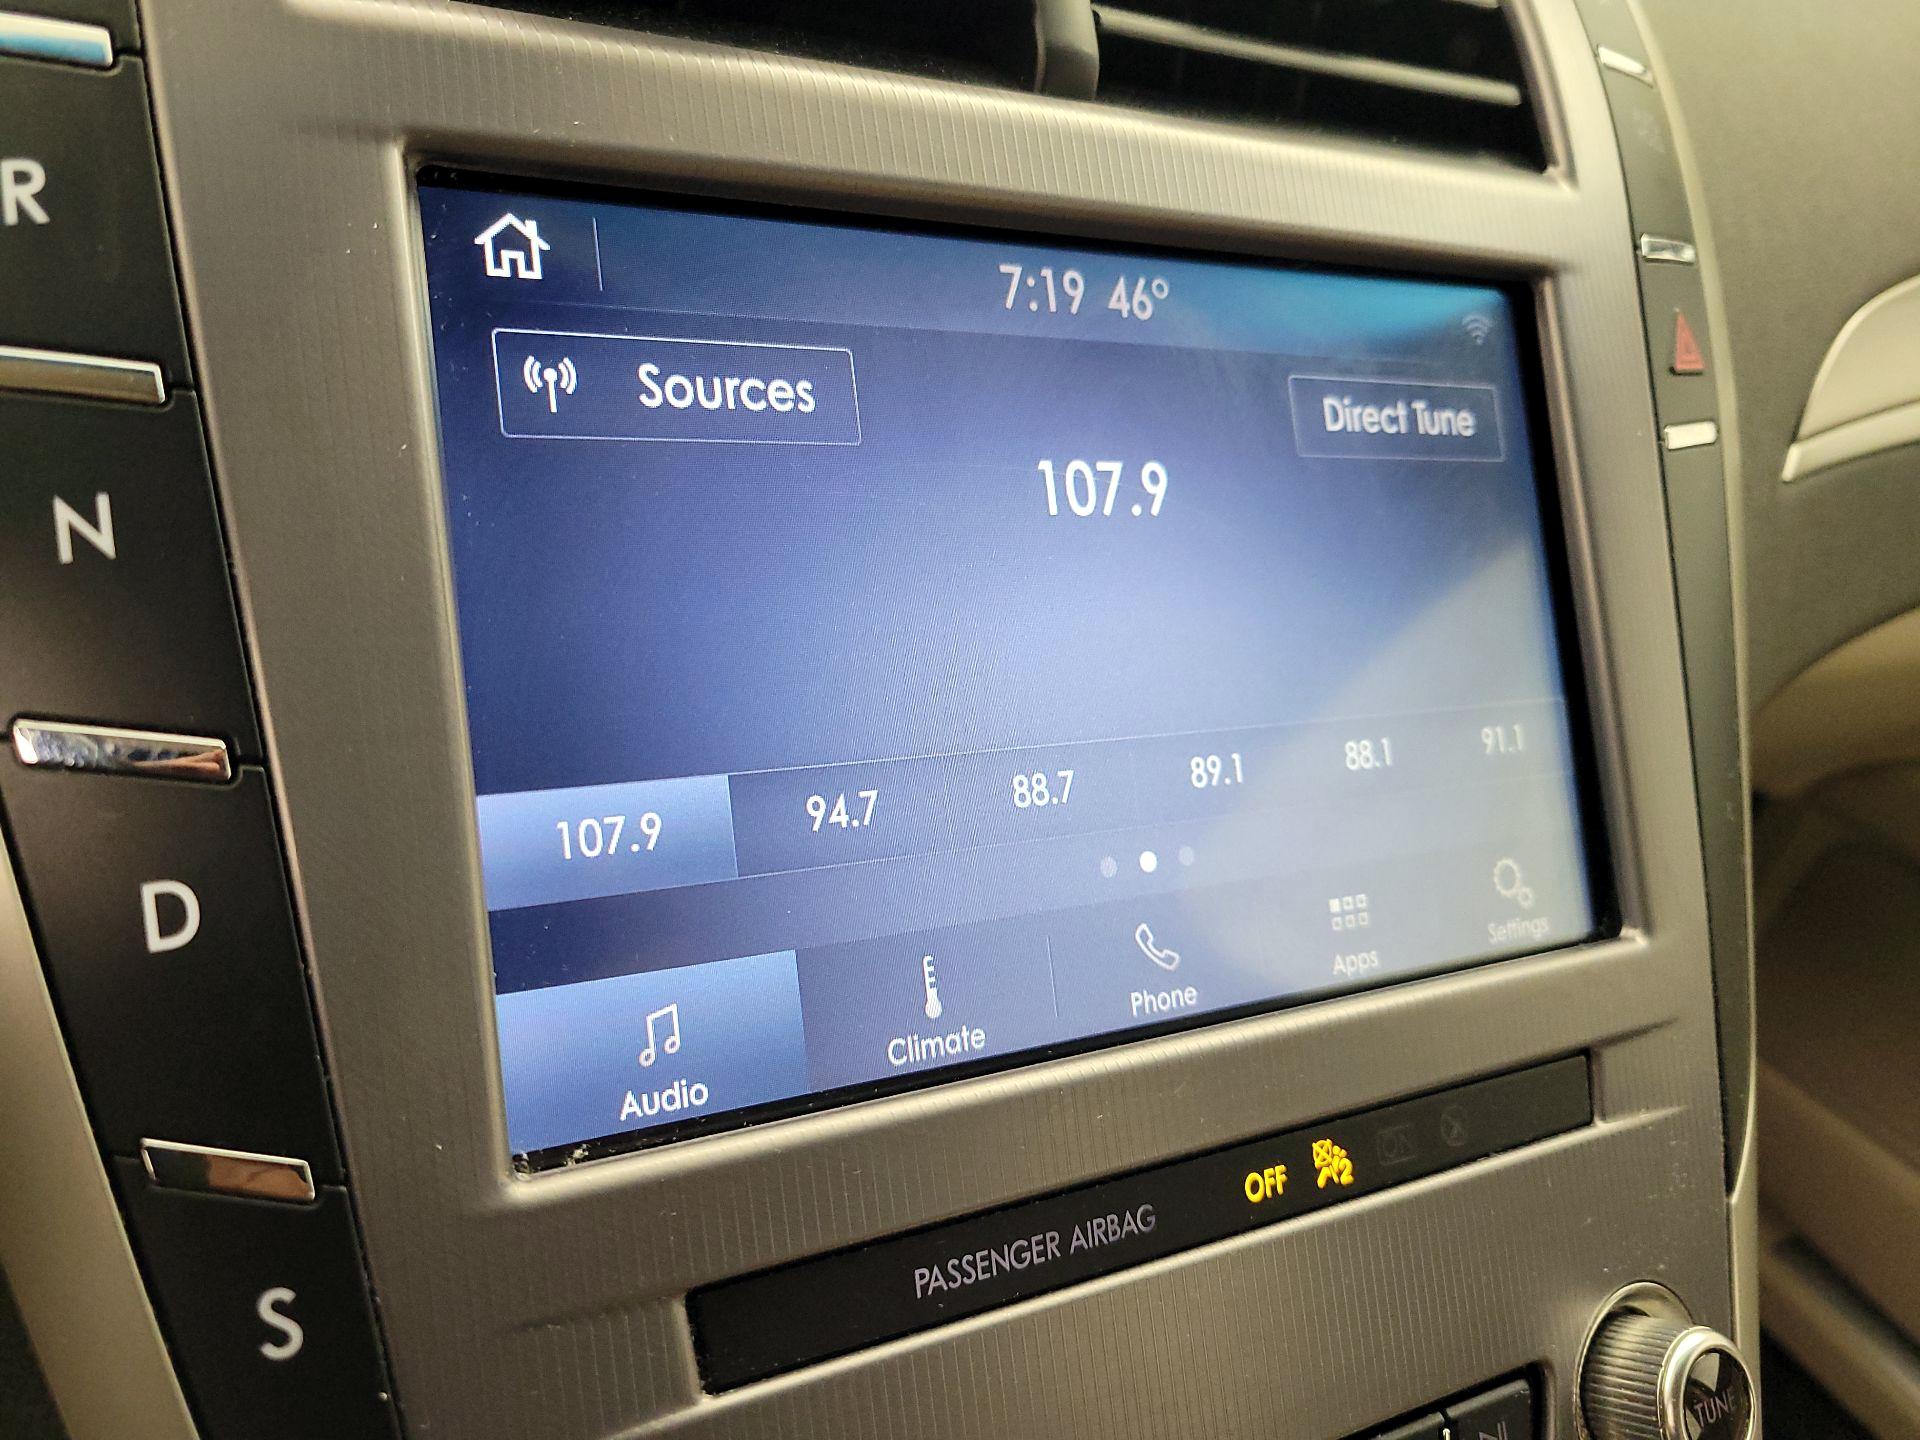 R
N
D
S
7:19 46°
Sources
Direct Tune
107.9
107.9 94.7 88.7 89.1 88.1 91.1
Audio Climate Phone Apps Settings
PASSENGER AIRBAG OFF
TUNE